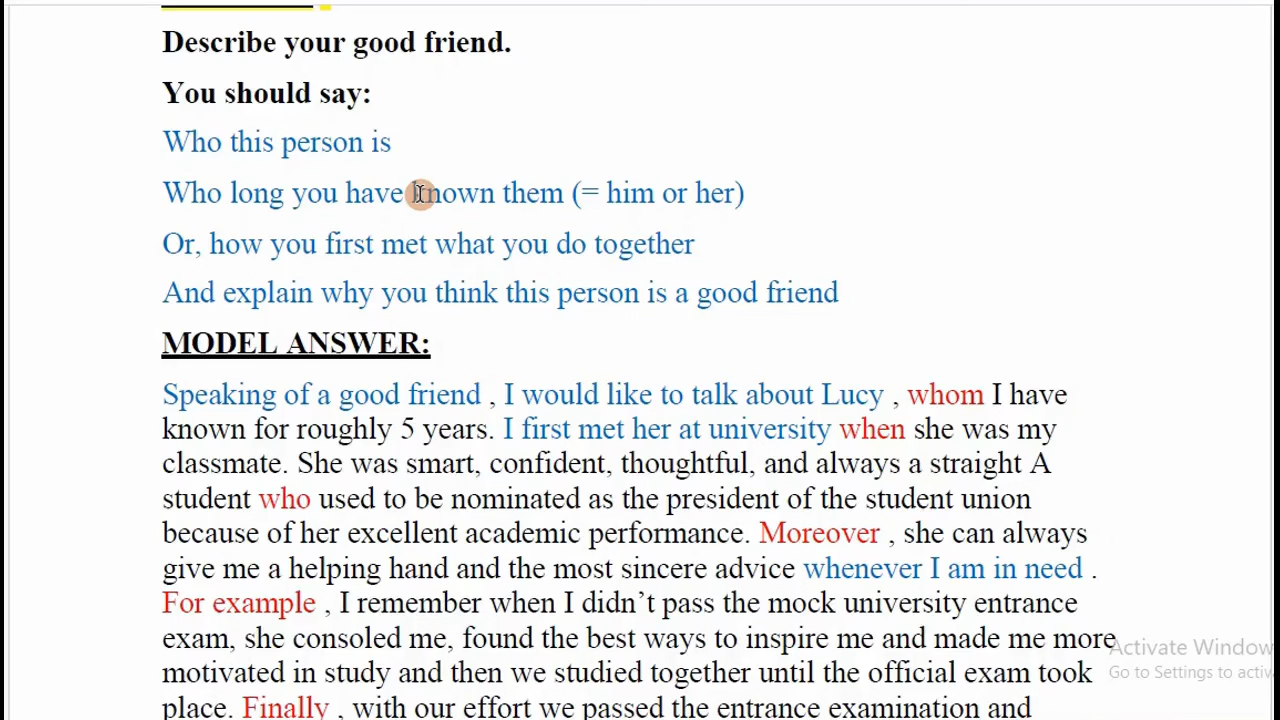 Describe your good friend.
You should say:
Who this person is
Who long you have known them (= him or her)
Or, how you first met what you do together
And explain why you think this person is a good friend
MODEL ANSWER:
Speaking of a good friend , I would like to talk about Lucy , whom I have
known for roughly 5 years. I first met her at university when she was my
classmate. She was smart, confident, thoughtful, and always a straight A
student who used to be nominated as the president of the student union
because of her excellent academic performance. Moreover , she can always
give me a helping hand and the most sincere advice whenever I am in need .
For example , I remember when I didn’t pass the mock university entrance
exam, she consoled me, found the best ways to inspire me and made me more
motivated in study and then we studied together until the official exam took
place. Finally , with our effort we passed the entrance examination and
Activate Window
Go to Settings to activ